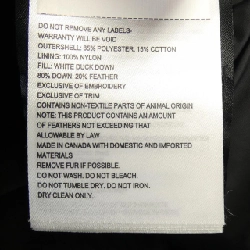 DO NOT REMOVE ANY LABELS-
WARRANTY WILL BE VOID
OUTERSHELL: 85% POLYESTER, 15% COTTON
LINING: 100% NYLON
FILL: WHITE DUCK DOWN
80% DOWN 20% FEATHER
EXCLUSIVE OF EMBROIDERY
EXCLUSIVE OF TRIM
CONTAINS NON-TEXTILE PARTS OF ANIMAL ORIGIN
NOTE: THIS PRODUCT CONTAINS AN AMOUNT
OF FEATHERS NOT EXCEEDING THAT
ALLOWABLE BY LAW
MADE IN CANADA WITH DOMESTIC AND IMPORTED
MATERIALS
REMOVE FUR IF POSSIBLE.
DO NOT WASH. DO NOT BLEACH
DO NOT TUMBLE DRY. DO NOT IRON.
DRY CLEAN ONLY.